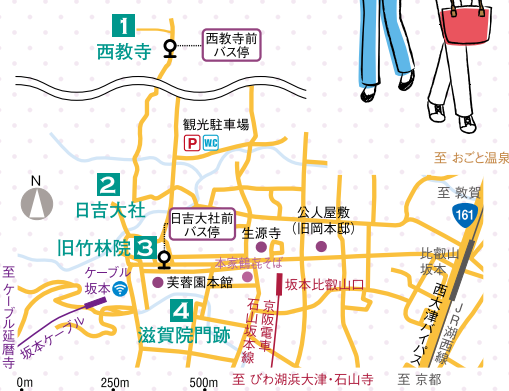 1
西教寺
西教寺前
バス停
観光駐車場
P WC
至 おごと温泉
N
2
日吉大社
至 敦賀
161
日吉大社前
バス停
生源寺
公人屋敷
(旧岡本邸)
旧竹林院 3
本家鶴㐂そば
比叡山
坂本
至 ケーブル延暦寺
ケーブル
坂本
芙蓉園本館
坂本比叡山口
西大津バイパス
JR湖西線
4
滋賀院門跡
京阪電車
石山坂本線
坂本ケーブル
0m 250m 500m
至 びわ湖浜大津・石山寺
至 京都